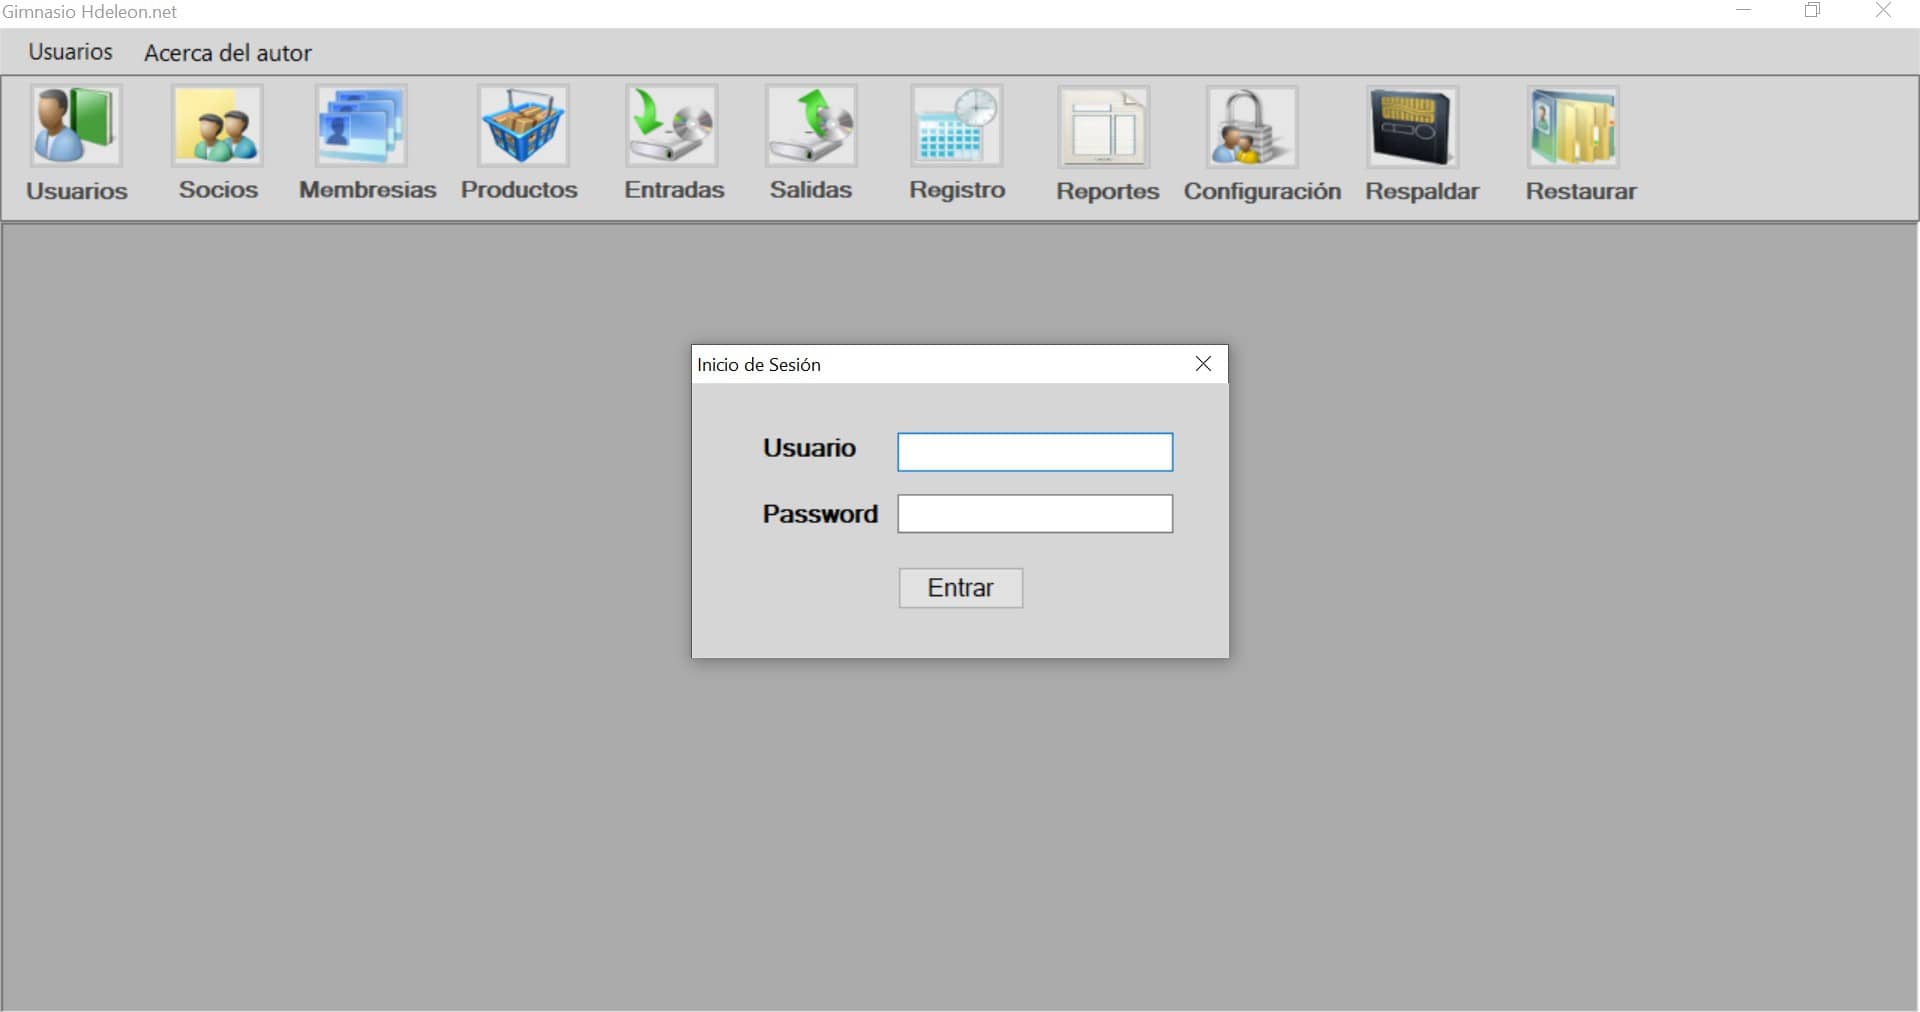 Gimnasio Hdeleon.net
Usuarios Acerca del autor
Usuarios Socios Membresias Productos Entradas Salidas Registro Reportes Configuración Respaldar Restaurar
Inicio de Sesión
Usuario
Password
Entrar